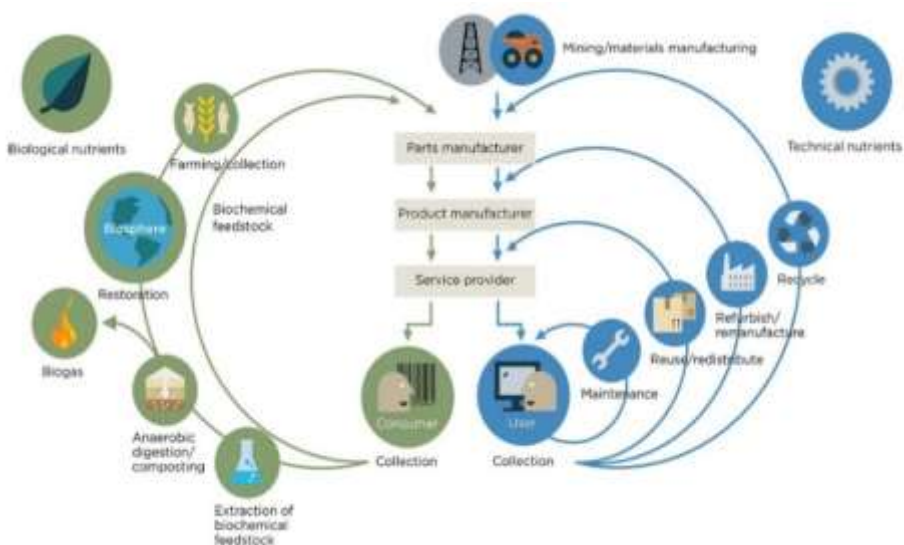 Mining/materials manufacturing
Biological nutrients
Technical nutrients
Farming/collection
Parts manufacturer
Biochemical
feedstock
Product manufacturer
Biosphere
Restoration
Service provider
Recycle
Refurbish/
remanufacture
Reuse/redistribute
Biogas
Maintenance
Consumer
User
Anaerobic
digestion/
composting
Collection
Collection
Extraction of
biochemical
feedstock